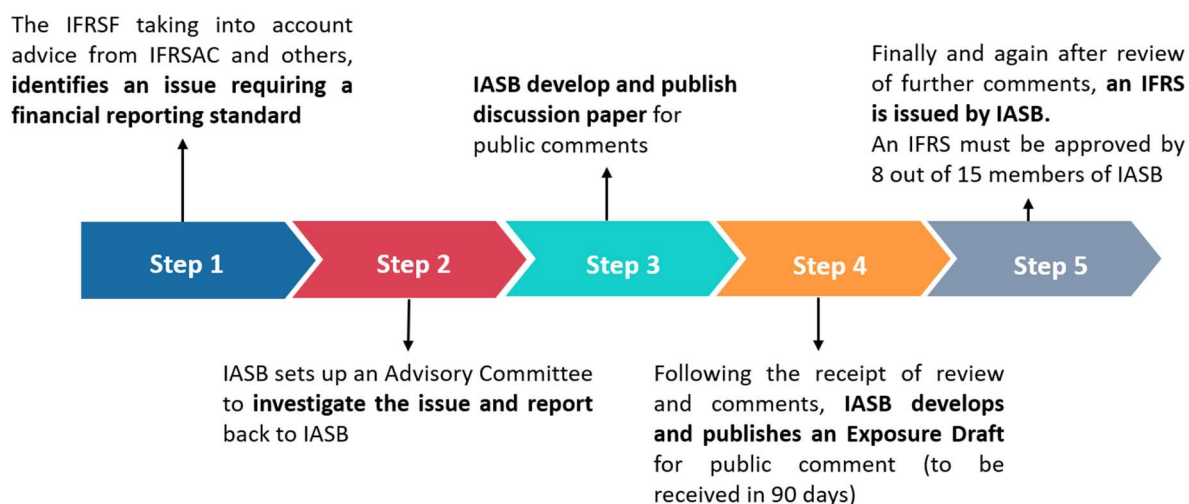 The IFRSF taking into account
advice from IFRSAC and others,
identifies an issue requiring a
financial reporting standard
IASB develop and publish
discussion paper for
public comments
Finally and again after review
of further comments, an IFRS
is issued by IASB.
An IFRS must be approved by
8 out of 15 members of IASB
Step 1
Step 2
Step 3
Step 4
Step 5
IASB sets up an Advisory Committee
to investigate the issue and report
back to IASB
Following the receipt of review
and comments, IASB develops
and publishes an Exposure Draft
for public comment (to be
received in 90 days)